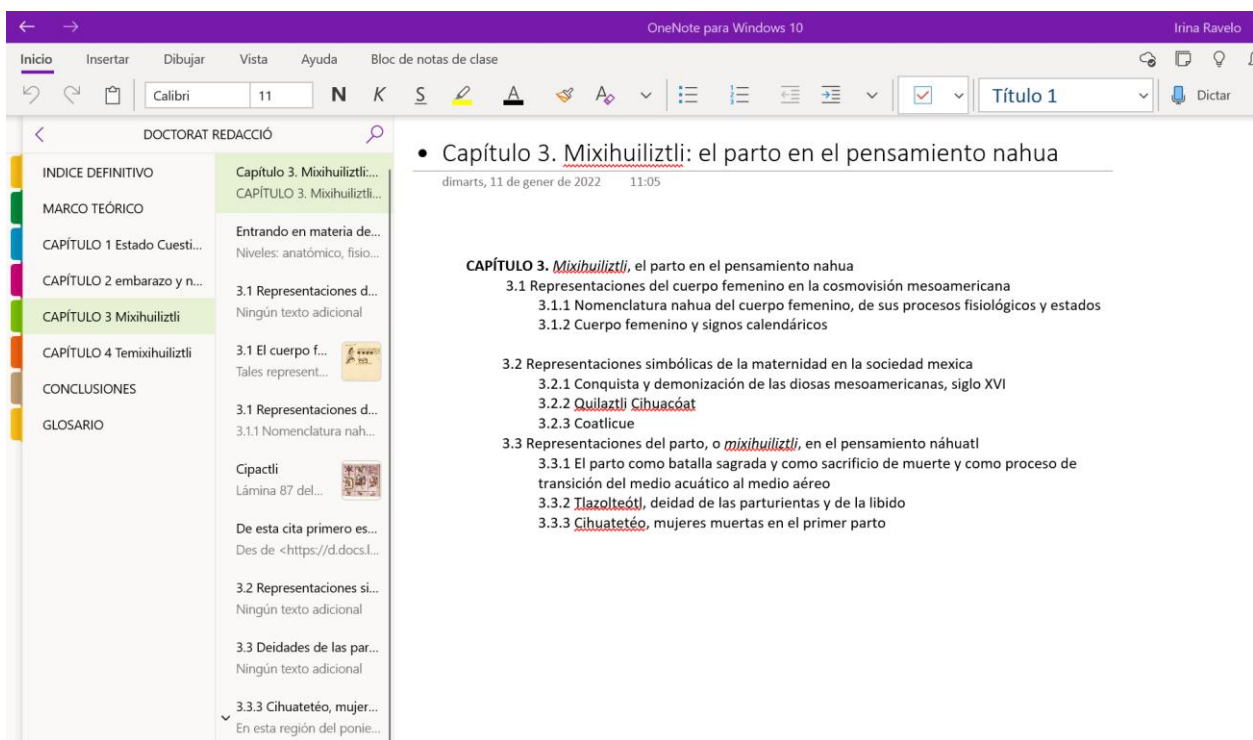 OneNote para Windows 10
Irina Ravelo
Inicio Insertar Dibujar Vista Ayuda Bloc de notas de clase
Calibri 11 N K S A A Título 1 Dictar
DOCTORAT REDACCIÓ
INDICE DEFINITIVO
MARCO TEÓRICO
CAPÍTULO 1 Estado Cuesti...
CAPÍTULO 2 embarazo y n...
CAPÍTULO 3 Mixihuiliztli
CAPÍTULO 4 Temixihuiliztli
CONCLUSIONES
GLOSARIO
Capítulo 3. Mixihuiliztli:...
CAPÍTULO 3. Mixihuiliztli...
Entrando en materia de...
Niveles: anatómico, fisio...
3.1 Representaciones d...
Ningún texto adicional
3.1 El cuerpo f...
Tales represent...
3.1 Representaciones d...
3.1.1 Nomenclatura nah...
Cipactli
Lámina 87 del...
De esta cita primero es...
Des de <https://d.docs.l...
3.2 Representaciones si...
Ningún texto adicional
3.3 Deidades de las par...
Ningún texto adicional
3.3.3 Cihuatetéo, mujer...
En esta región del ponie...
• Capítulo 3. Mixihuiliztli: el parto en el pensamiento nahua
dimarts, 11 de gener de 2022 11:05
CAPÍTULO 3. Mixihuiliztli, el parto en el pensamiento nahua
3.1 Representaciones del cuerpo femenino en la cosmovisión mesoamericana
3.1.1 Nomenclatura nahua del cuerpo femenino, de sus procesos fisiológicos y estados
3.1.2 Cuerpo femenino y signos calendáricos
3.2 Representaciones simbólicas de la maternidad en la sociedad mexica
3.2.1 Conquista y demonización de las diosas mesoamericanas, siglo XVI
3.2.2 Quilaztli Cihuacóat
3.2.3 Coatlicue
3.3 Representaciones del parto, o mixihuiliztli, en el pensamiento náhuatl
3.3.1 El parto como batalla sagrada y como sacrificio de muerte y como proceso de
transición del medio acuático al medio aéreo
3.3.2 Tlazolteótl, deidad de las parturientas y de la libido
3.3.3 Cihuatetéo, mujeres muertas en el primer parto